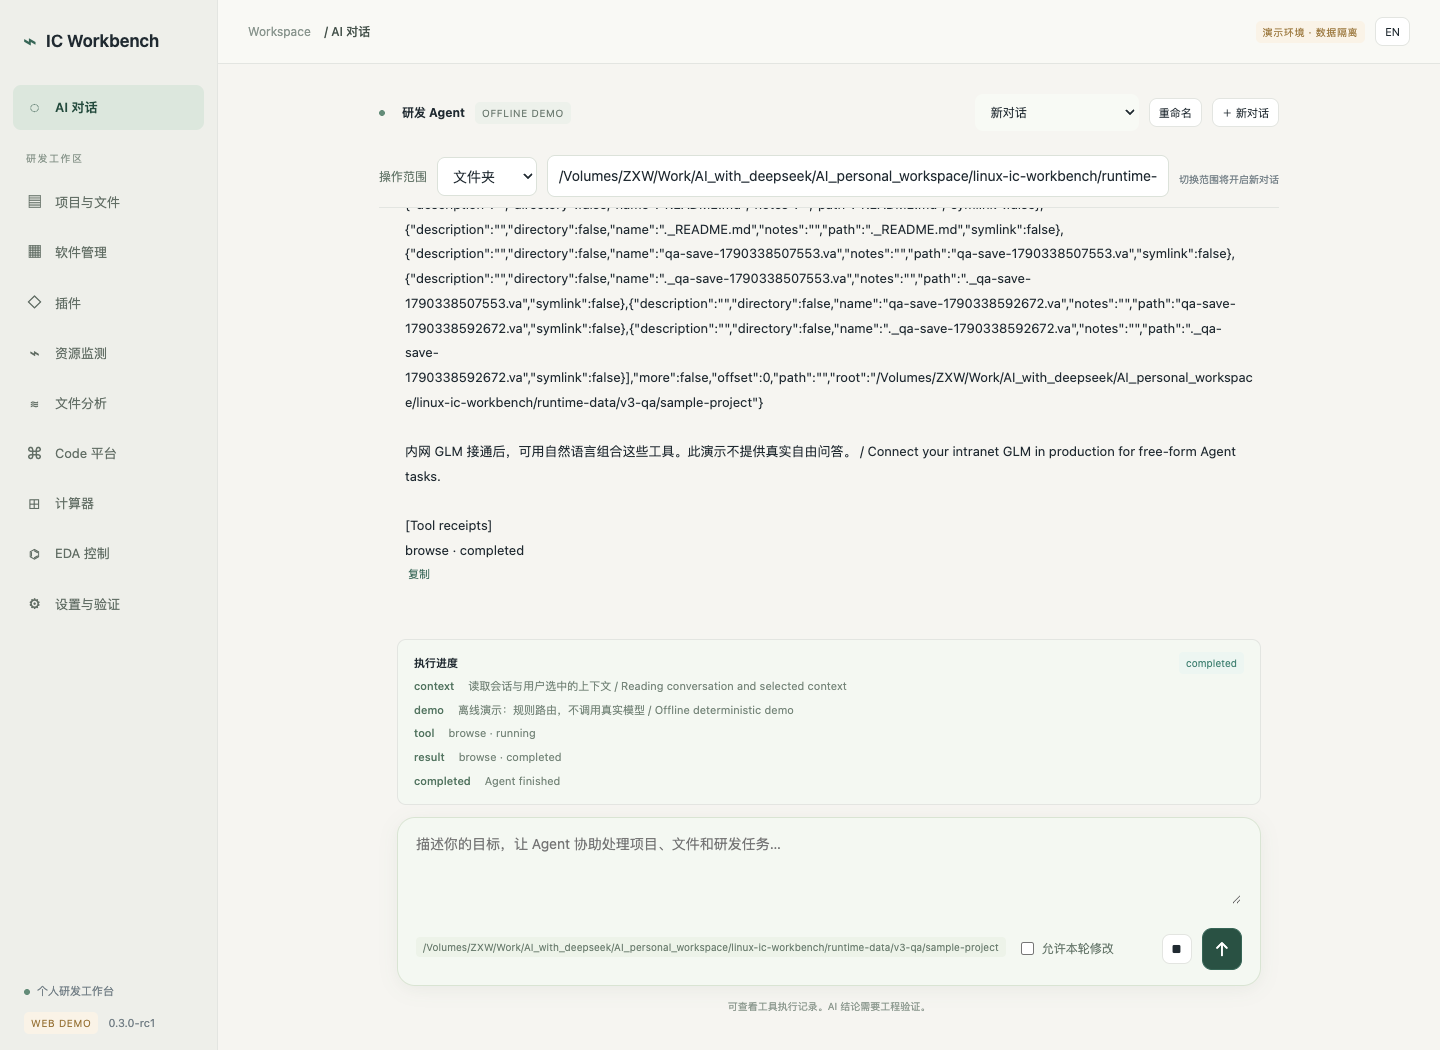 IC Workbench
AI 对话
研发工作区
项目与文件
软件管理
插件
资源监测
文件分析
Code 平台
计算器
EDA 控制
设置与验证
个人研发工作台
WEB DEMO 0.3.0-rc1
Workspace / AI 对话
演示环境 · 数据隔离
EN
研发 Agent OFFLINE DEMO
新对话
重命名
+ 新对话
操作范围 文件夹 /Volumes/ZXW/Work/AI_with_deepseek/AI_personal_workspace/linux-ic-workbench/runtime- 切换范围将开启新对话
{"description":"","directory":false,"name":"README.md","notes":"","path":"README.md","symlink":false},
{"description":"","directory":false,"name":"._README.md","notes":"","path":"._README.md","symlink":false},
{"description":"","directory":false,"name":"qa-save-1790338507553.va","notes":"","path":"qa-save-1790338507553.va","symlink":false},
{"description":"","directory":false,"name":"._qa-save-1790338507553.va","notes":"","path":"._qa-save-
1790338507553.va","symlink":false},{"description":"","directory":false,"name":"qa-save-1790338592672.va","notes":"","path":"qa-save-
1790338592672.va","symlink":false},{"description":"","directory":false,"name":"._qa-save-1790338592672.va","notes":"","path":"._qa-
save-
1790338592672.va","symlink":false}],"more":false,"offset":0,"path":"","root":"/Volumes/ZXW/Work/AI_with_deepseek/AI_personal_workspac
e/linux-ic-workbench/runtime-data/v3-qa/sample-project"}
内网 GLM 接通后，可用自然语言组合这些工具。此演示不提供真实自由问答。 / Connect your intranet GLM in production for free-form Agent
tasks.
[Tool receipts]
browse · completed
复制
执行进度 completed
context 读取会话与用户选中的上下文 / Reading conversation and selected context
demo 离线演示：规则路由，不调用真实模型 / Offline deterministic demo
tool browse · running
result browse · completed
completed Agent finished
描述你的目标，让 Agent 协助处理项目、文件和研发任务...
/Volumes/ZXW/Work/AI_with_deepseek/AI_personal_workspace/linux-ic-workbench/runtime-data/v3-qa/sample-project 允许本轮修改
可查看工具执行记录。AI 结论需要工程验证。